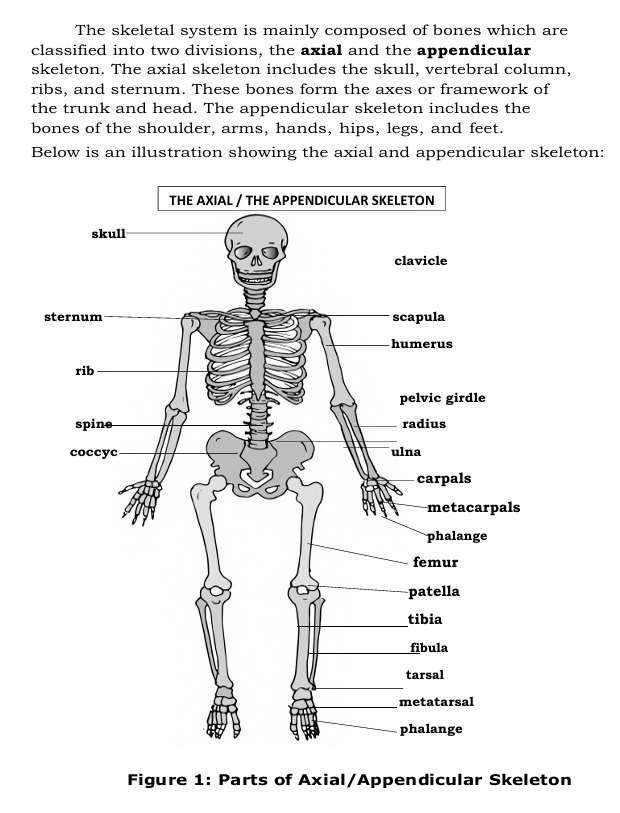 The skeletal system is mainly composed of bones which are
classified into two divisions, the axial and the appendicular
skeleton. The axial skeleton includes the skull, vertebral column,
ribs, and sternum. These bones form the axes or framework of
the trunk and head. The appendicular skeleton includes the
bones of the shoulder, arms, hands, hips, legs, and feet.
Below is an illustration showing the axial and appendicular skeleton:
THE AXIAL / THE APPENDICULAR SKELETON
skull
clavicle
sternum
scapula
humerus
rib
pelvic girdle
spine
radius
coccyc
ulna
carpals
metacarpals
phalange
femur
patella
tibia
fibula
tarsal
metatarsal
phalange
Figure 1: Parts of Axial/Appendicular Skeleton